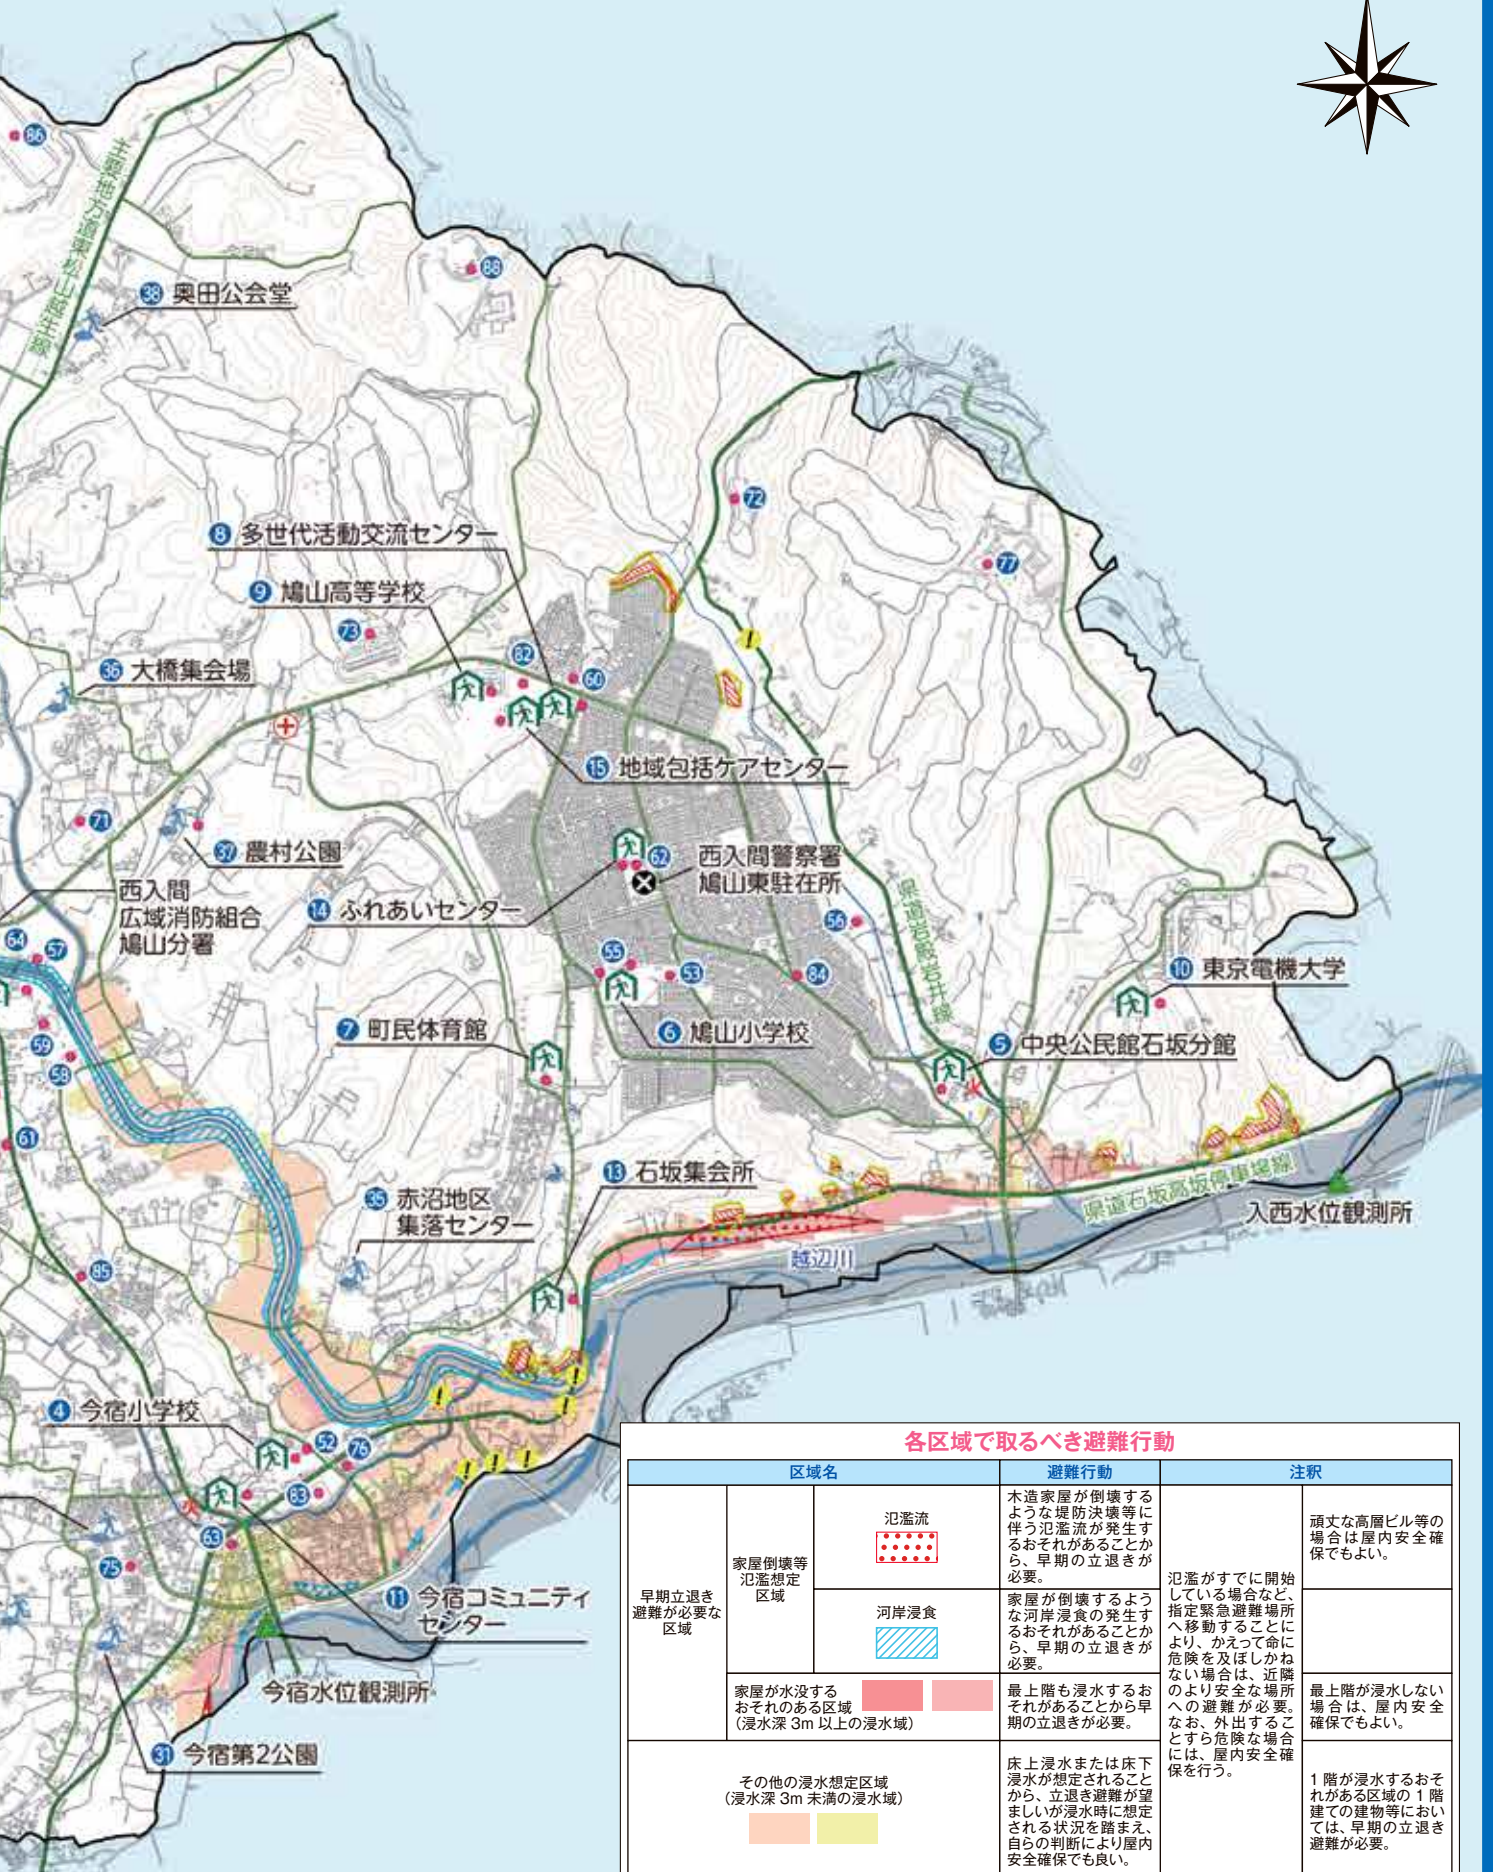 86
主要地方道東松山越生線
88
38 奥田公会堂
72
8 多世代活動交流センター
77
9 鳩山高等学校
73
82
60
36 大橋集会場
15 地域包括ケアセンター
71
37 農村公園
62
西入間警察署
鳩山東駐在所
西入間
広域消防組合
鳩山分署
14 ふれあいセンター
56
県道岩殿岩井線
64
57
55
53
84
10 東京電機大学
59
58
7 町民体育館
6 鳩山小学校
5 中央公民館石坂分館
火
61
13 石坂集会所
35 赤沼地区
集落センター
県道石坂高坂停車場線
入西水位観測所
越辺川
85
4 今宿小学校
52
76
83
火
63
75
11 今宿コミュニティ
センター
今宿水位観測所
31 今宿第2公園
各区域で取るべき避難行動
区域名
避難行動
注釈
早期立退き
避難が必要な
区域
家屋倒壊等
氾濫想定
区域
氾濫流
木造家屋が倒壊する
ような堤防決壊等に
伴う氾濫流が発生す
るおそれがあることか
ら、早期の立退きが
必要。
氾濫がすでに開始
している場合など、
指定緊急避難場所
へ移動することに
より、かえって命に
危険を及ぼしかね
ない場合は、近隣
のより安全な場所
への避難が必要。
なお、外出するこ
とすら危険な場合
には、屋内安全確
保を行う。
頑丈な高層ビル等の
場合は屋内安全確
保でもよい。
河岸浸食
家屋が倒壊するよう
な河岸浸食の発生す
るおそれがあることか
ら、早期の立退きが
必要。
家屋が水没する
おそれのある区域
（浸水深 3m 以上の浸水域）
最上階も浸水するお
それがあることから早
期の立退きが必要。
最上階が浸水しない
場合は、屋内安全
確保でもよい。
その他の浸水想定区域
（浸水深 3m 未満の浸水域）
床上浸水または床下
浸水が想定されること
から、立退き避難が望
ましいが浸水時に想定
される状況を踏まえ、
自らの判断により屋内
安全確保でも良い。
1 階が浸水するおそ
れがある区域の 1 階
建ての建物等におい
ては、早期の立退き
避難が必要。